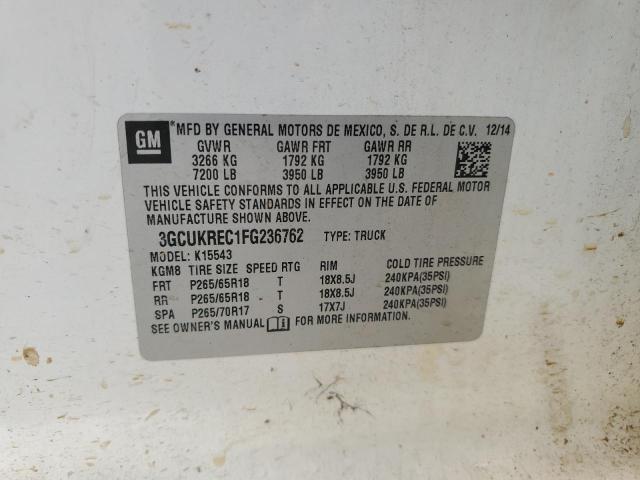 GM
*MFD BY GENERAL MOTORS DE MEXICO, S. DE R.L. DE C.V. 12/14
GVWR GAWR FRT GAWR RR
3266 KG 1792 KG 1792 KG
7200 LB 3950 LB 3950 LB
THIS VEHICLE CONFORMS TO ALL APPLICABLE U.S. FEDERAL MOTOR
VEHICLE SAFETY STANDARDS IN EFFECT ON THE DATE OF
MANUFACTURE SHOWN ABOVE.
3GCUKREC1FG236762 TYPE: TRUCK
MODEL: K15543
KGM8 TIRE SIZE SPEED RTG RIM COLD TIRE PRESSURE
FRT P265/65R18 T 18X8.5J 240KPA(35PSI)
RR P265/65R18 T 18X8.5J 240KPA(35PSI)
SPA P265/70R17 S 17X7J 240KPA(35PSI)
SEE OWNER'S MANUAL FOR MORE INFORMATION.